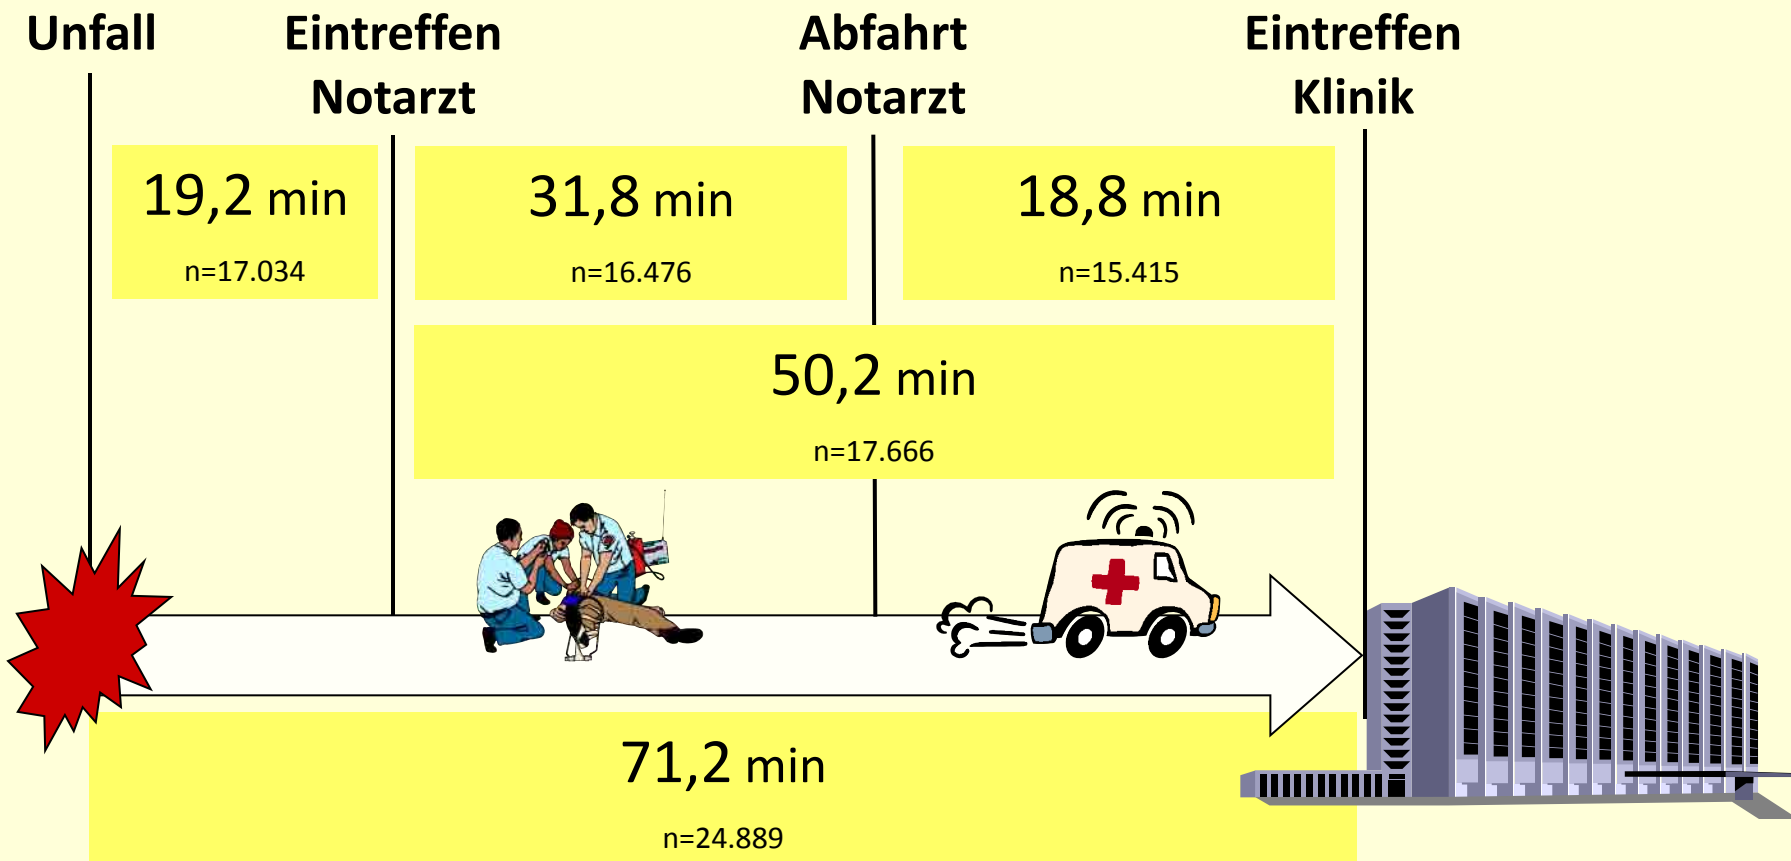 Unfall
Eintreffen
Notarzt
Abfahrt
Notarzt
Eintreffen
Klinik
19,2 min
n=17.034
31,8 min
n=16.476
18,8 min
n=15.415
50,2 min
n=17.666
71,2 min
n=24.889